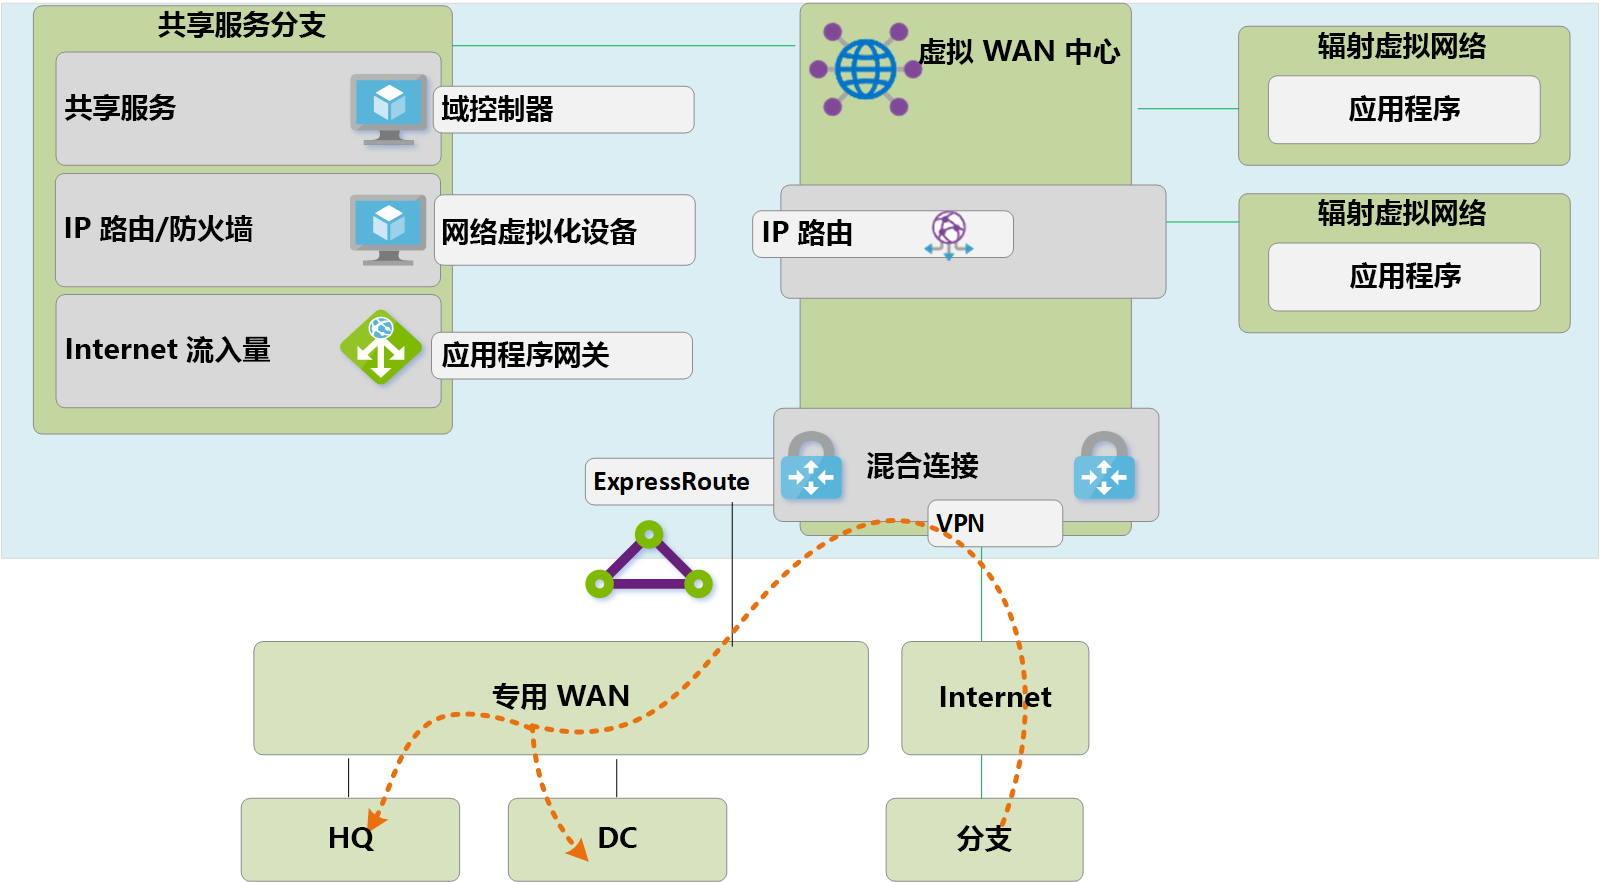 共享服务分支
共享服务
域控制器
IP 路由/防火墙
网络虚拟化设备
Internet 流入量
应用程序网关
虚拟 WAN 中心
IP 路由
混合连接
ExpressRoute
VPN
辐射虚拟网络
应用程序
辐射虚拟网络
应用程序
专用 WAN
Internet
HQ
DC
分支